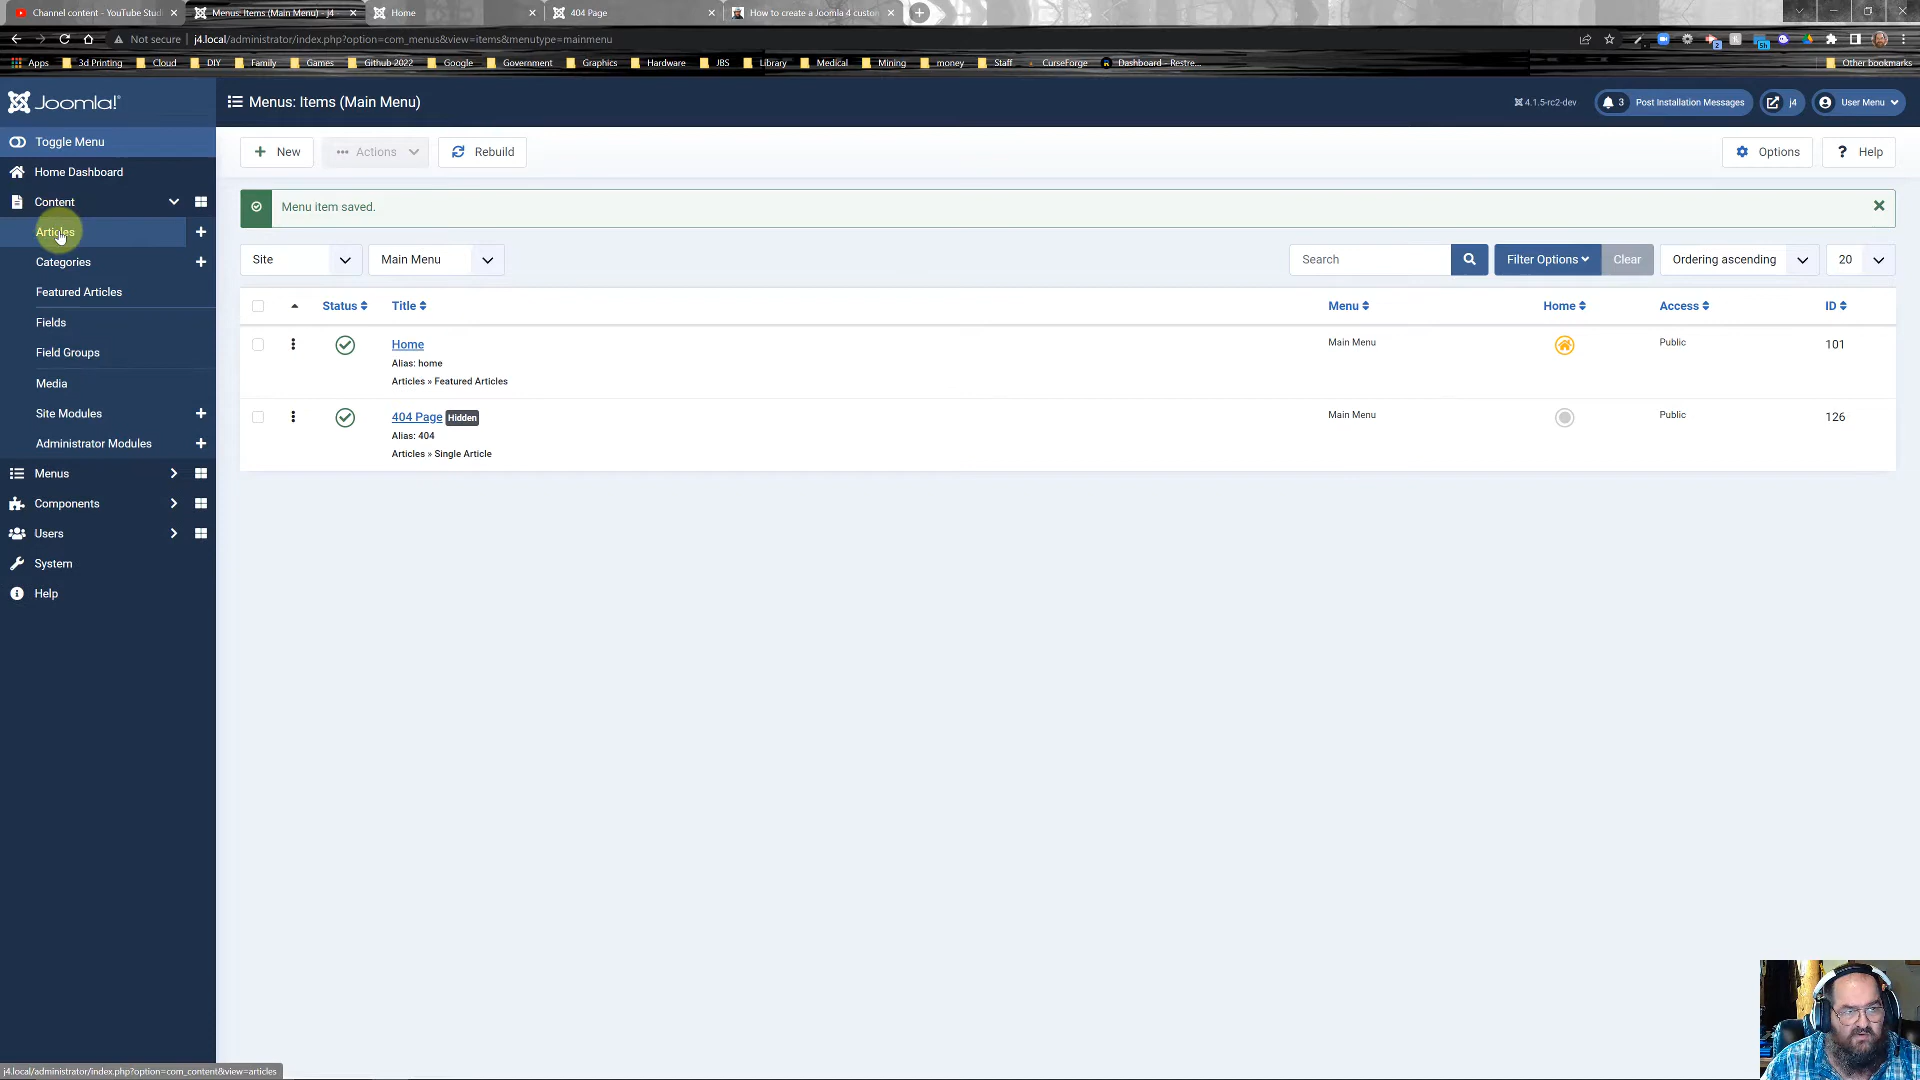 Channel content - YouTube Stud
Menus: Items (Main Menu) - j4
Home
404 Page
How to create a Joomla 4 custon
Not secure
j4.local/administrator/index.php?option=com_menus&view=items&menutype=mainmenu
Apps
3d Printing
Cloud
DIY
Family
Games
Github 2022
Google
Government
Graphics
Hardware
JBS
Library
Medical
Mining
money
Staff
CurseForge
Dashboard - Restre...
Other bookmarks
Joomla!
Menus: Items (Main Menu)
4.1.5-rc2-dev
3 Post Installation Messages
j4
User Menu
Toggle Menu
Home Dashboard
Content
Articles
Categories
Featured Articles
Fields
Field Groups
Media
Site Modules
Administrator Modules
Menus
Components
Users
System
Help
New
Actions
Rebuild
Options
Help
Menu item saved.
Site
Main Menu
Search
Filter Options
Clear
Ordering ascending
20
Status
Title
Menu
Home
Access
ID
Home
Alias: home
Articles » Featured Articles
Main Menu
Public
101
404 Page Hidden
Alias: 404
Articles » Single Article
Main Menu
Public
126
j4.local/administrator/index.php?option=com_content&view=articles